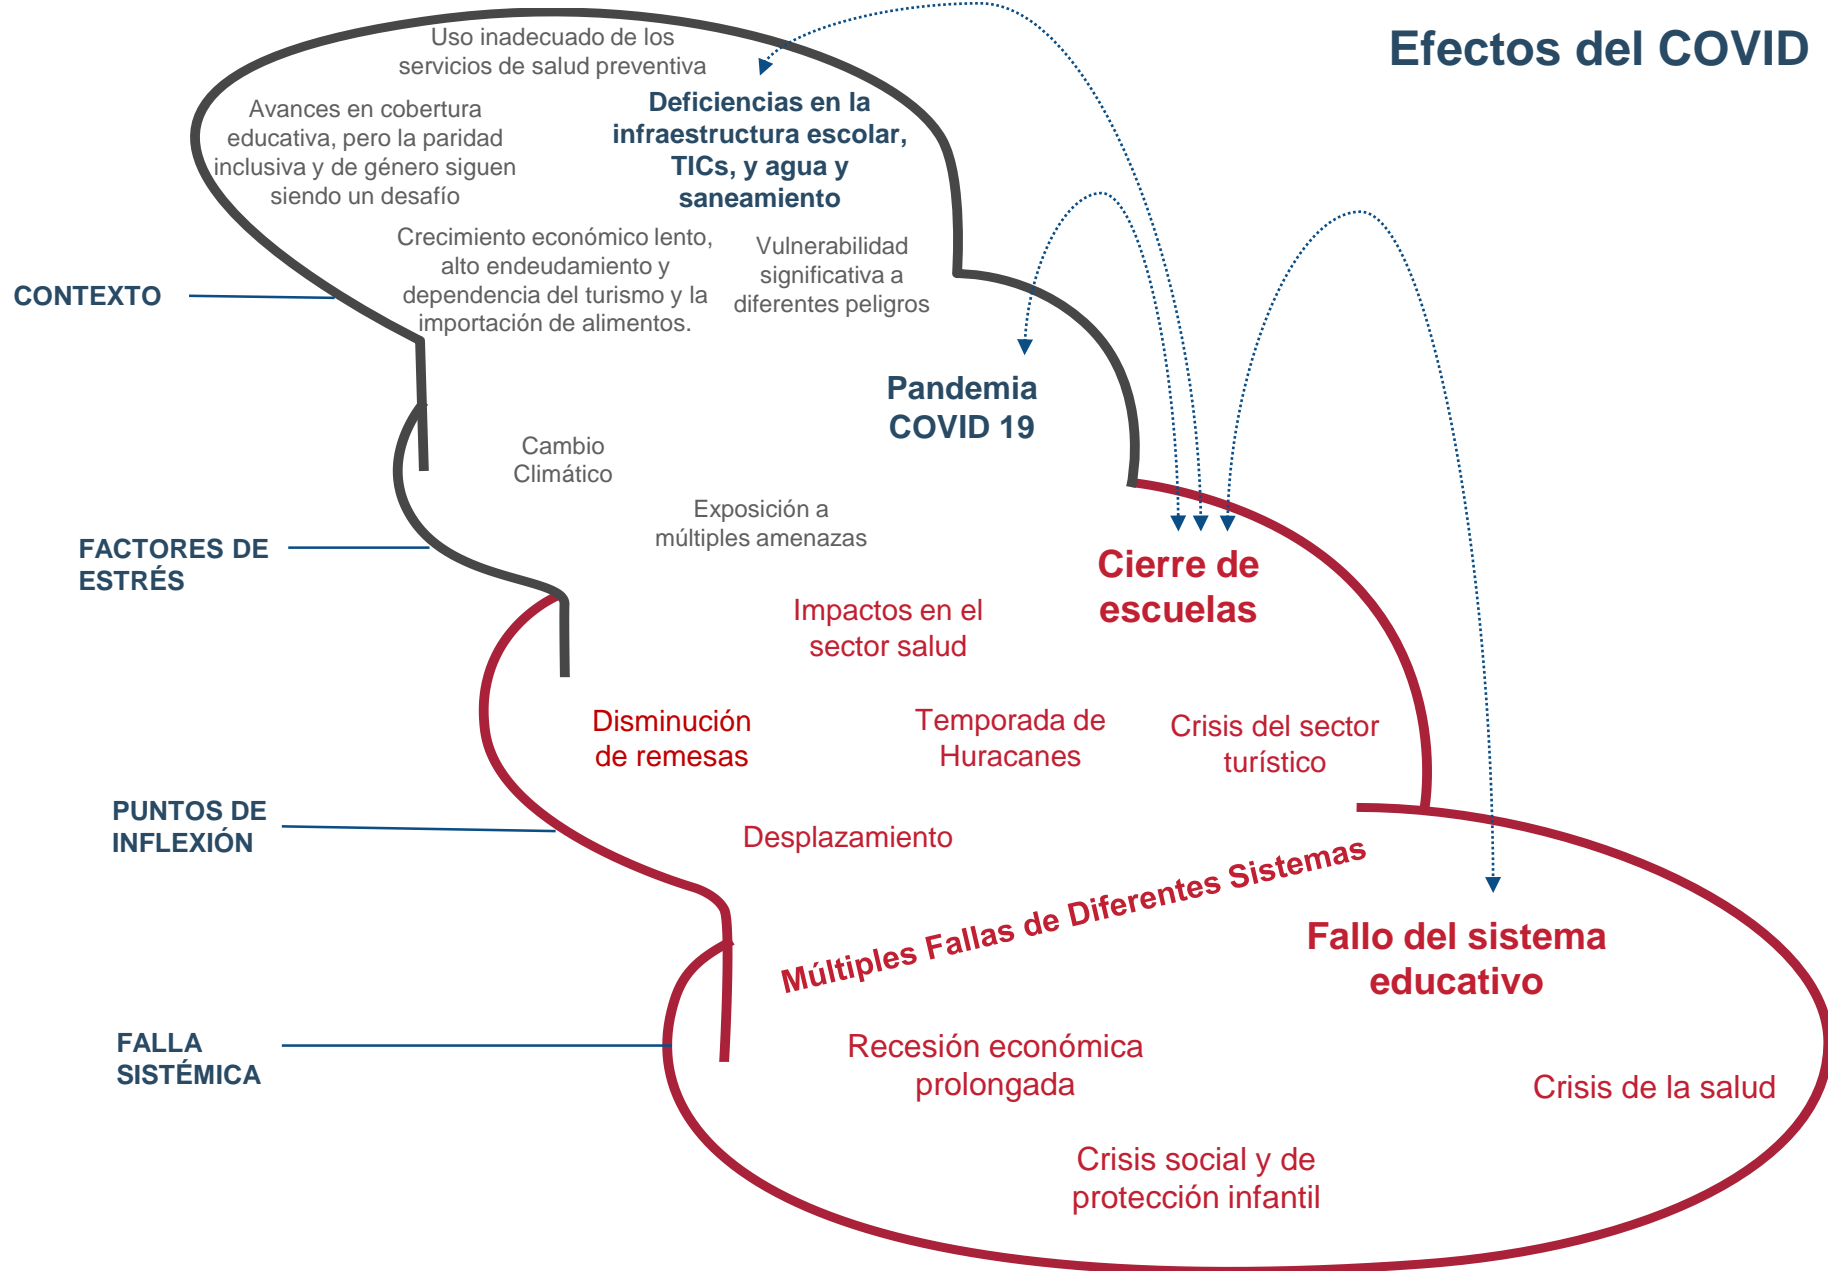 Efectos del COVID
Uso inadecuado de los
servicios de salud preventiva
Avances en cobertura
educativa, pero la paridad
inclusiva y de género siguen
siendo un desafío
Deficiencias en la
infraestructura escolar,
TICs, y agua y
saneamiento
Crecimiento económico lento,
alto endeudamiento y
dependencia del turismo y la
importación de alimentos.
Vulnerabilidad
significativa a
diferentes peligros
CONTEXTO
Pandemia
COVID 19
Cambio
Climático
Exposición a
múltiples amenazas
FACTORES DE
ESTRÉS
Cierre de
escuelas
Impactos en el
sector salud
Disminución
de remesas
Temporada de
Huracanes
Crisis del sector
turístico
PUNTOS DE
INFLEXIÓN
Desplazamiento
Múltiples Fallas de Diferentes Sistemas
Fallo del sistema
educativo
FALLA
SISTÉMICA
Recesión económica
prolongada
Crisis de la salud
Crisis social y de
protección infantil